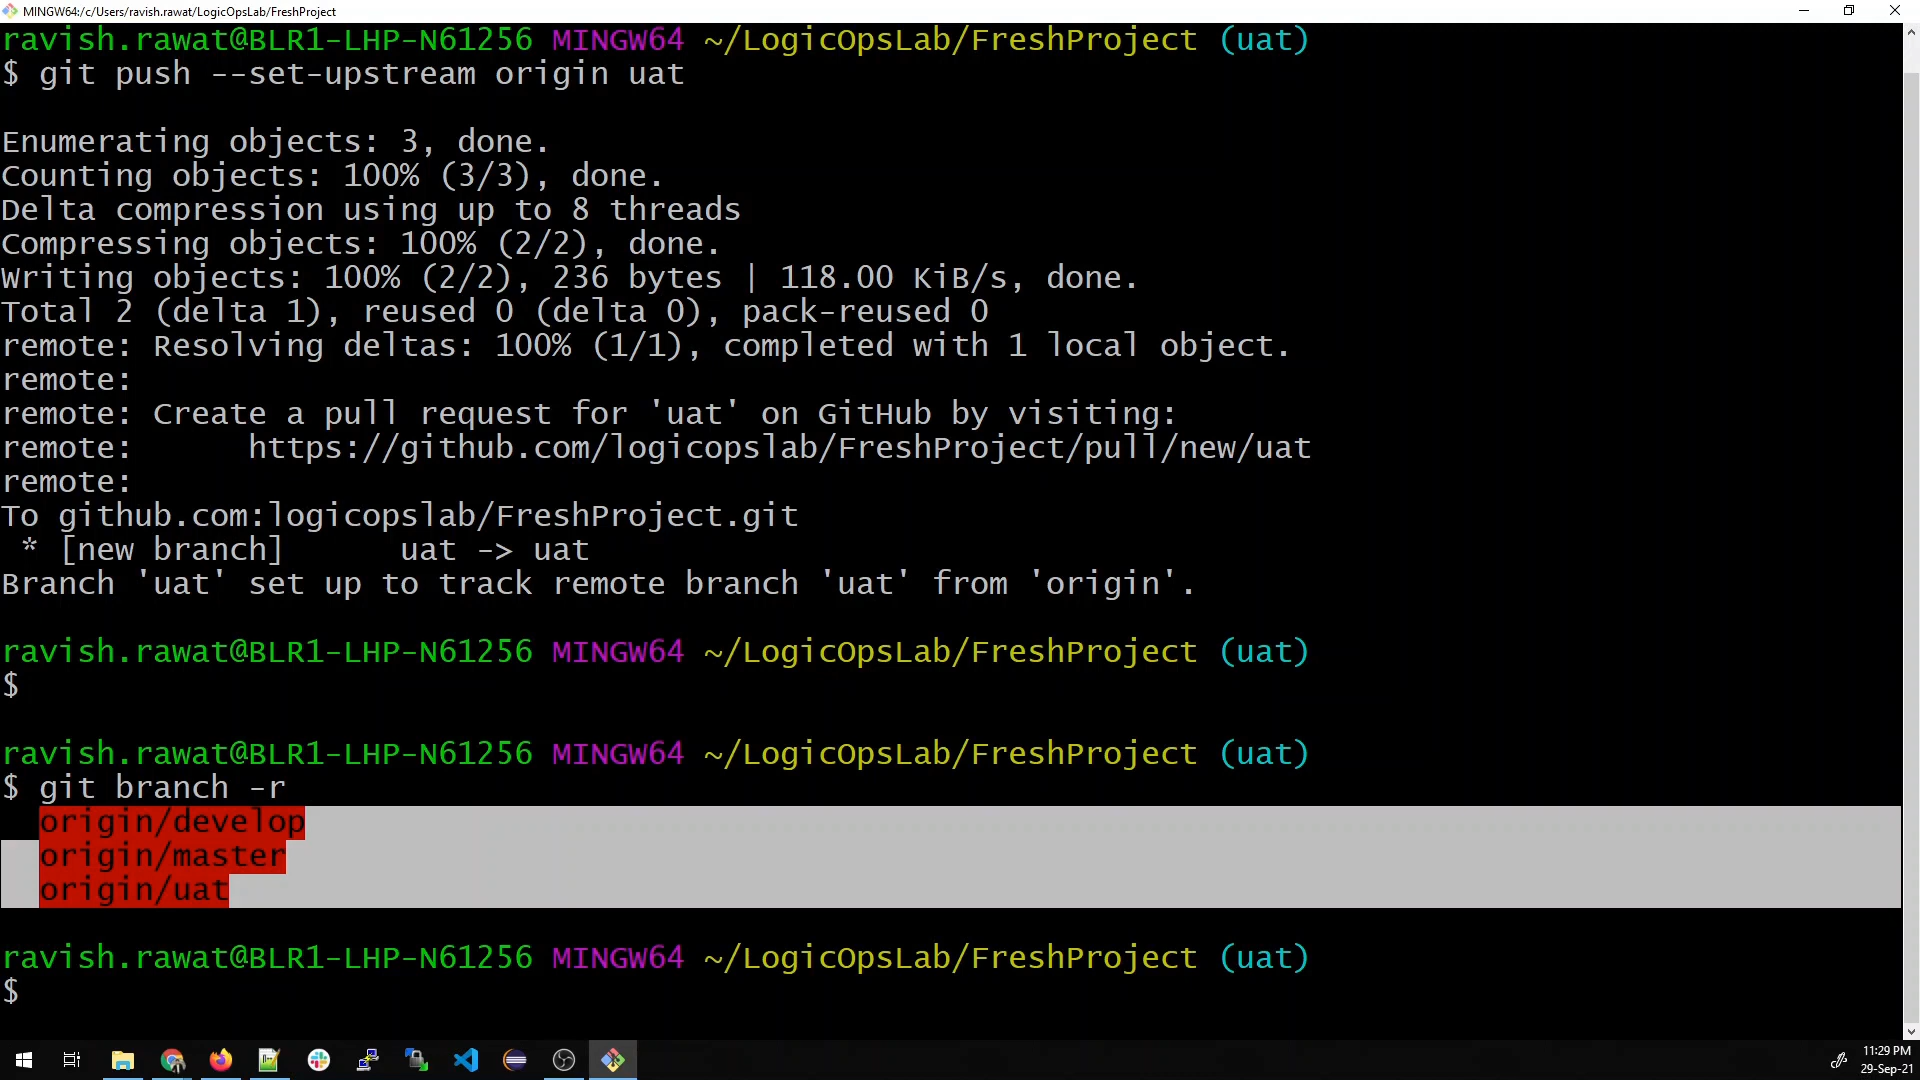 MINGW64:/c/Users/ravish.rawat/LogicOpsLab/FreshProject
ravish.rawat@BLR1-LHP-N61256 MINGW64 ~/LogicOpsLab/FreshProject (uat)
$ git push --set-upstream origin uat
Enumerating objects: 3, done.
Counting objects: 100% (3/3), done.
Delta compression using up to 8 threads
Compressing objects: 100% (2/2), done.
Writing objects: 100% (2/2), 236 bytes | 118.00 KiB/s, done.
Total 2 (delta 1), reused 0 (delta 0), pack-reused 0
remote: Resolving deltas: 100% (1/1), completed with 1 local object.
remote:
remote: Create a pull request for 'uat' on GitHub by visiting:
remote:      https://github.com/logicopslab/FreshProject/pull/new/uat
remote:
To github.com:logicopslab/FreshProject.git
 * [new branch]      uat -> uat
Branch 'uat' set up to track remote branch 'uat' from 'origin'.
ravish.rawat@BLR1-LHP-N61256 MINGW64 ~/LogicOpsLab/FreshProject (uat)
$
ravish.rawat@BLR1-LHP-N61256 MINGW64 ~/LogicOpsLab/FreshProject (uat)
$ git branch -r
  origin/develop
  origin/master
  origin/uat
ravish.rawat@BLR1-LHP-N61256 MINGW64 ~/LogicOpsLab/FreshProject (uat)
$
11:29 PM
29-Sep-21